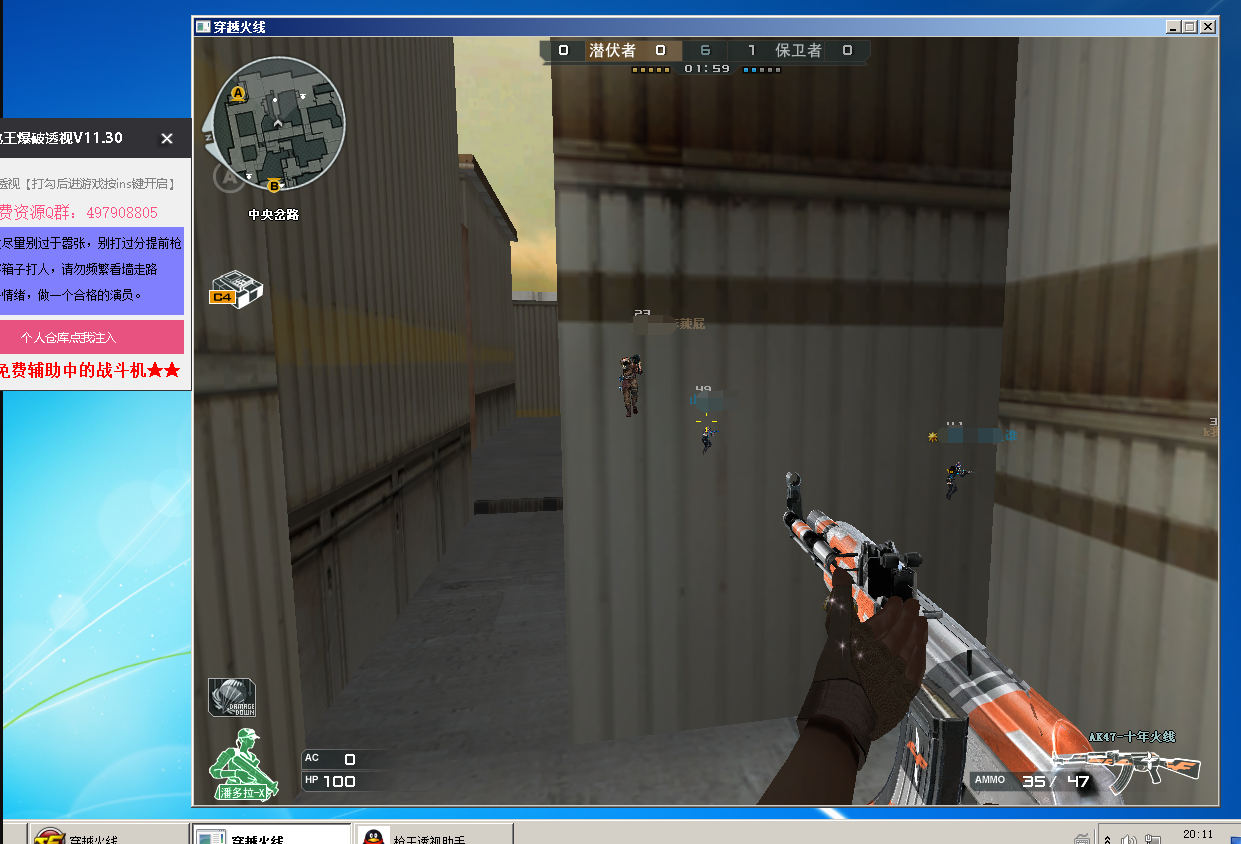 穿越火线
0 潜伏者 0 6 1 保卫者 0
01:59
A
N
A
B
中央岔路
C4
王爆破透视V11.30
透视【打勾后进游戏按ins键开启】
费资源Q群：497908805
尽量别过于嚣张，别打过分提前枪
箱子打人，请勿频繁看墙走路
情绪，做一个合格的演员。
个人仓库点我注入
免费辅助中的战斗机★★
23
辣屁
49
3
DAMAGE
DOWN
潘多拉-X
AC 0
HP 100
AK47-十年火线
AMMO 35/ 47
穿越火线
穿越火线
枪王透视助手
20:11